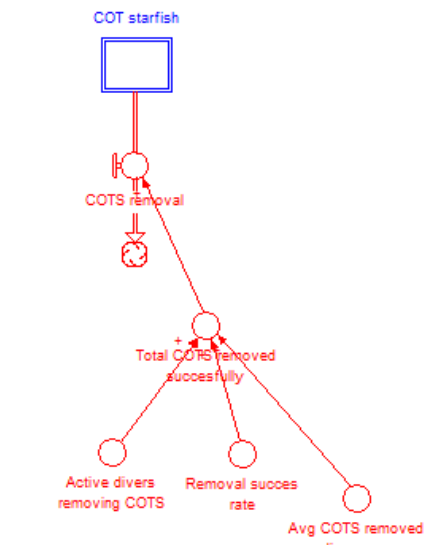 COT starfish
COTS removal
+
Total COTS removed
succesfully
Active divers
removing COTS
Removal succes
rate
Avg COTS removed